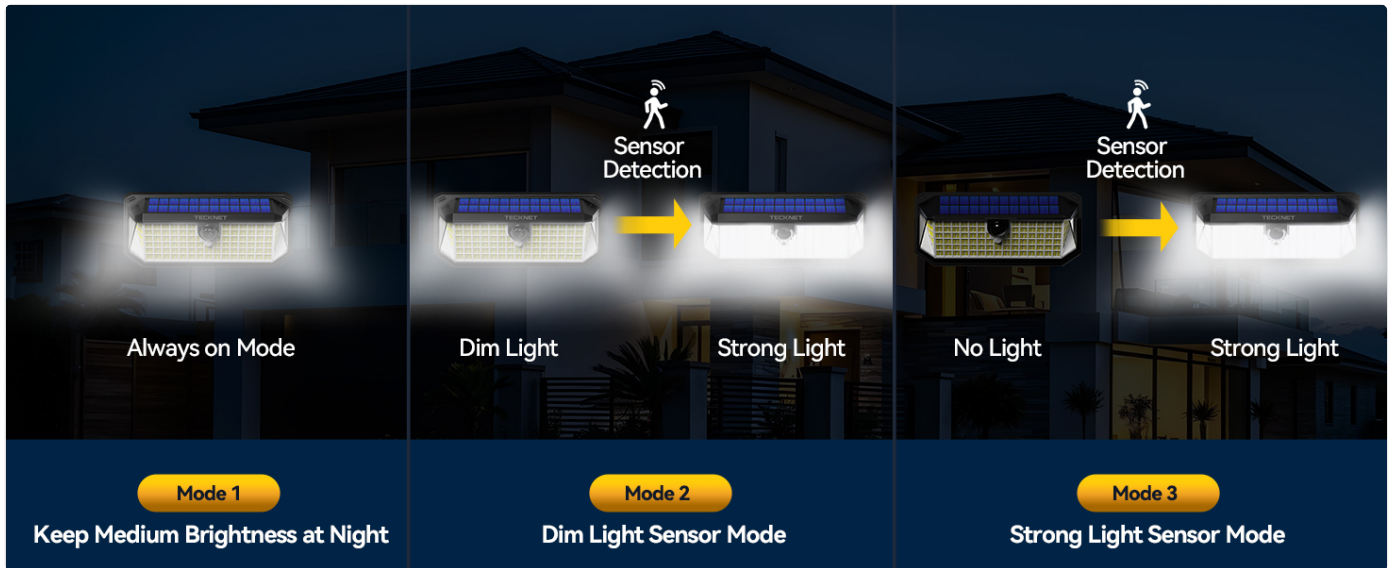 TECKNET
Always on Mode
Mode 1
Keep Medium Brightness at Night
Sensor
Detection
TECKNET
TECKNET
Dim Light
Strong Light
Mode 2
Dim Light Sensor Mode
Sensor
Detection
TECKNET
No Light
Strong Light
Mode 3
Strong Light Sensor Mode